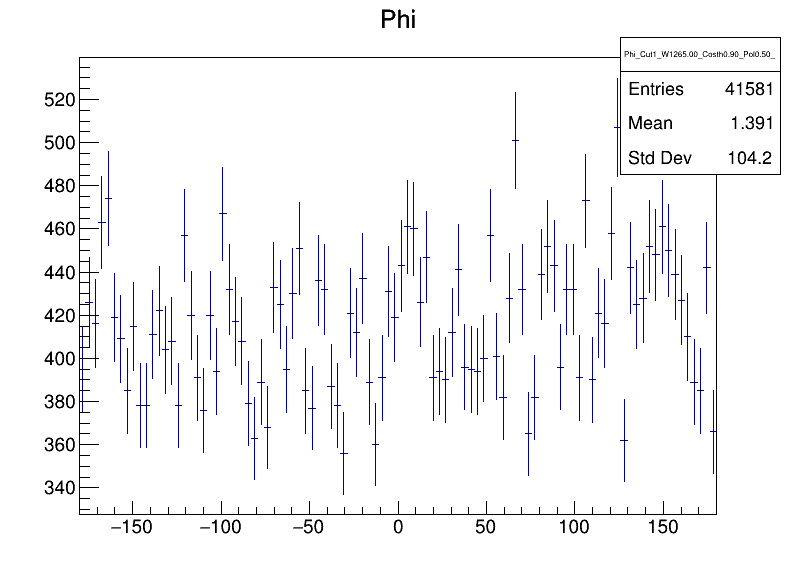 Phi
Phi_Cut1_W1265.00_Costh0.90_Pol0.50_
Entries 41581
Mean 1.391
Std Dev 104.2
520
500
480
460
440
420
400
380
360
340
−150 −100 −50 0 50 100 150